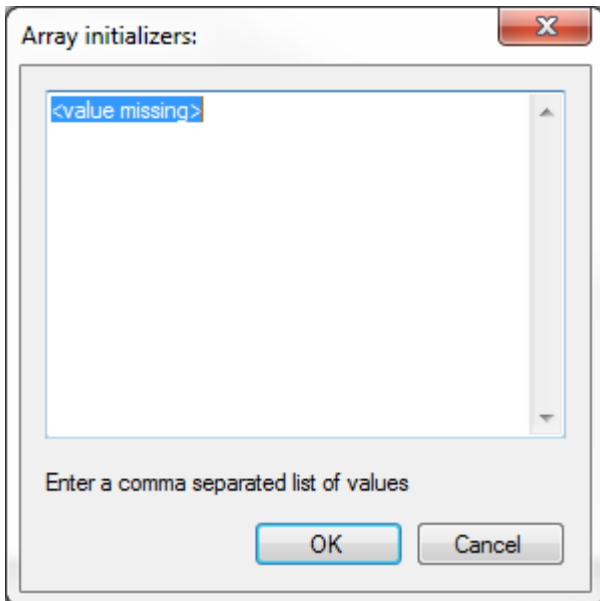 Array initializers:
<value missing>
Enter a comma separated list of values
OK Cancel